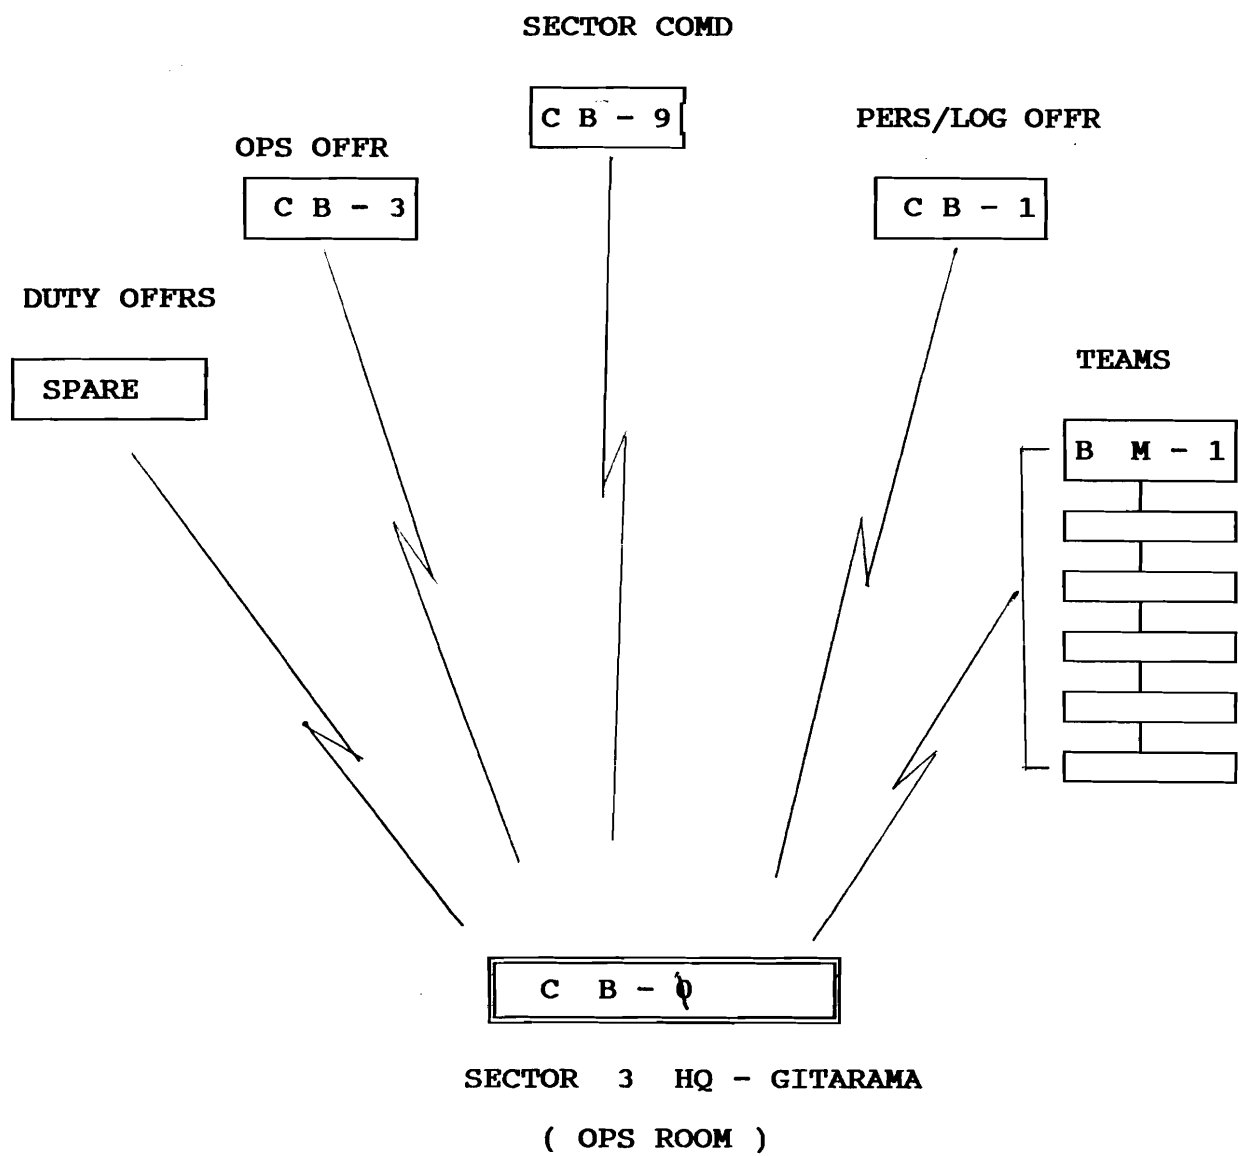 SECTOR COMD
C B - 9
PERS/LOG OFFR
OPS OFFR
C B - 3
C B - 1
DUTY OFFRS
TEAMS
SPARE
B M - 1
C B - 0
SECTOR 3 HQ - GITARAMA
( OPS ROOM )